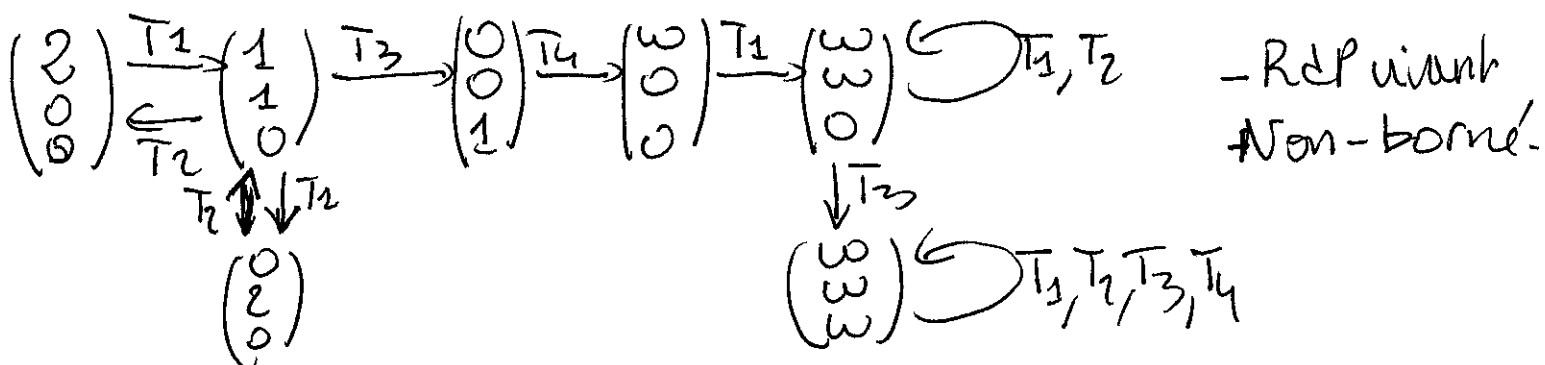 (2 0 0) T1 (1 1 0) T3 (0 0 1) T4 (ω 0 0) T1 (ω ω 0) T1, T2 - RdP vivant
T2 - Non-borné.
T2 T1 T3
(0 2 0) (ω ω ω) T1, T2, T3, T4